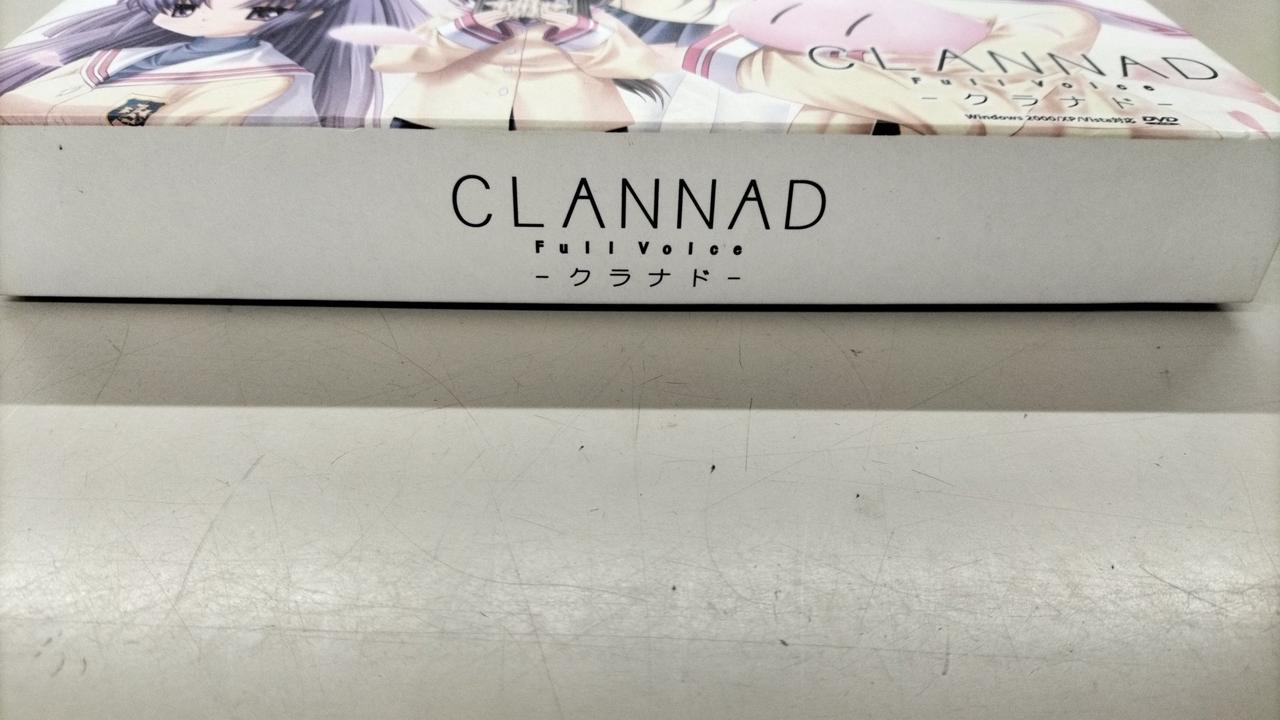 CLANNAD
Full Voice
- クラナド -
Windows 2000/XP/Vista対応 DVD
CLANNAD
Full Voice
- クラナド -